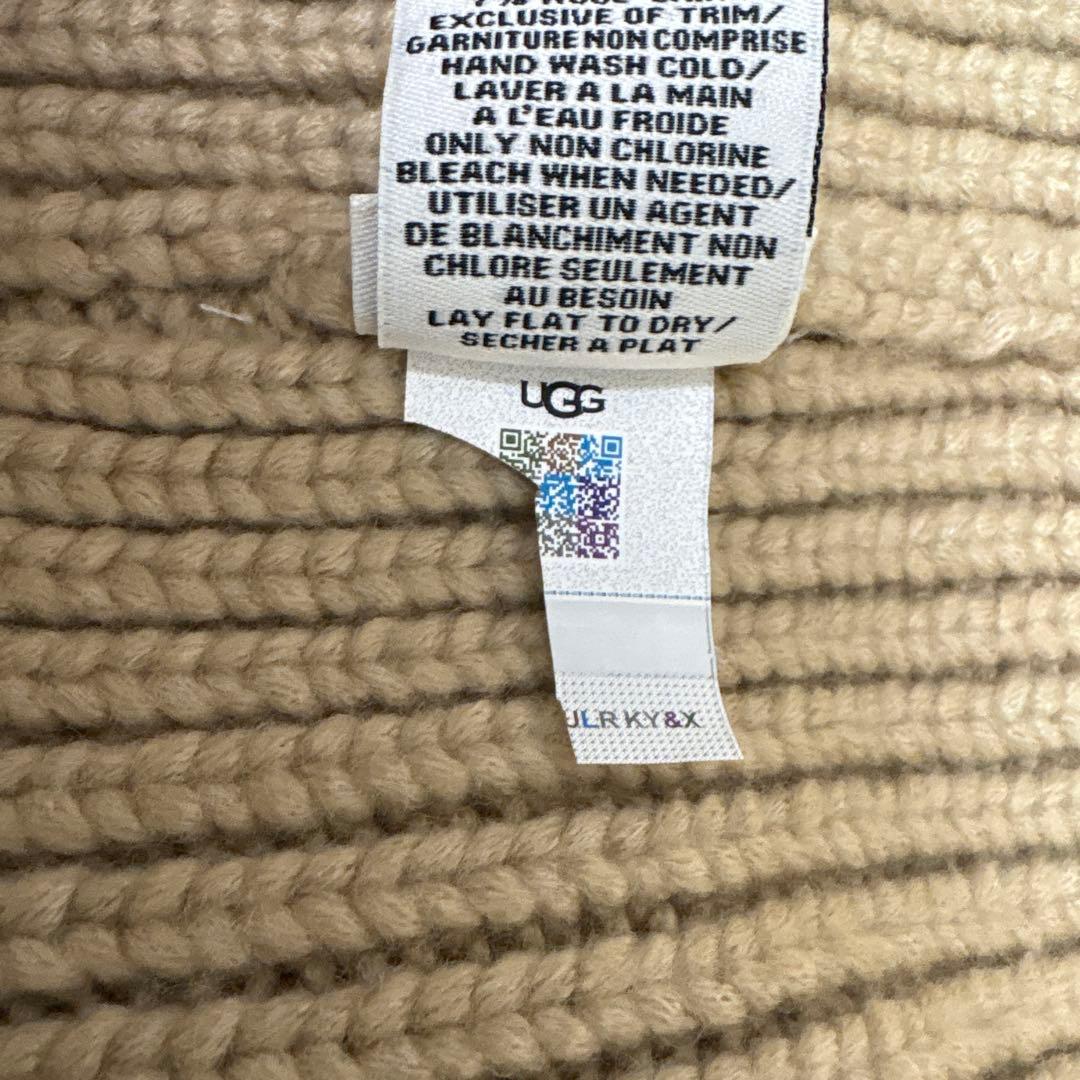 EXCLUSIVE OF TRIM/
GARNITURE NON COMPRISE
HAND WASH COLD/
LAVER A LA MAIN
A L'EAU FROIDE
ONLY NON CHLORINE
BLEACH WHEN NEEDED/
UTILISER UN AGENT
DE BLANCHIMENT NON
CHLORE SEULEMENT
AU BESOIN
LAY FLAT TO DRY/
SECHER A PLAT
UGG
LR KY&X